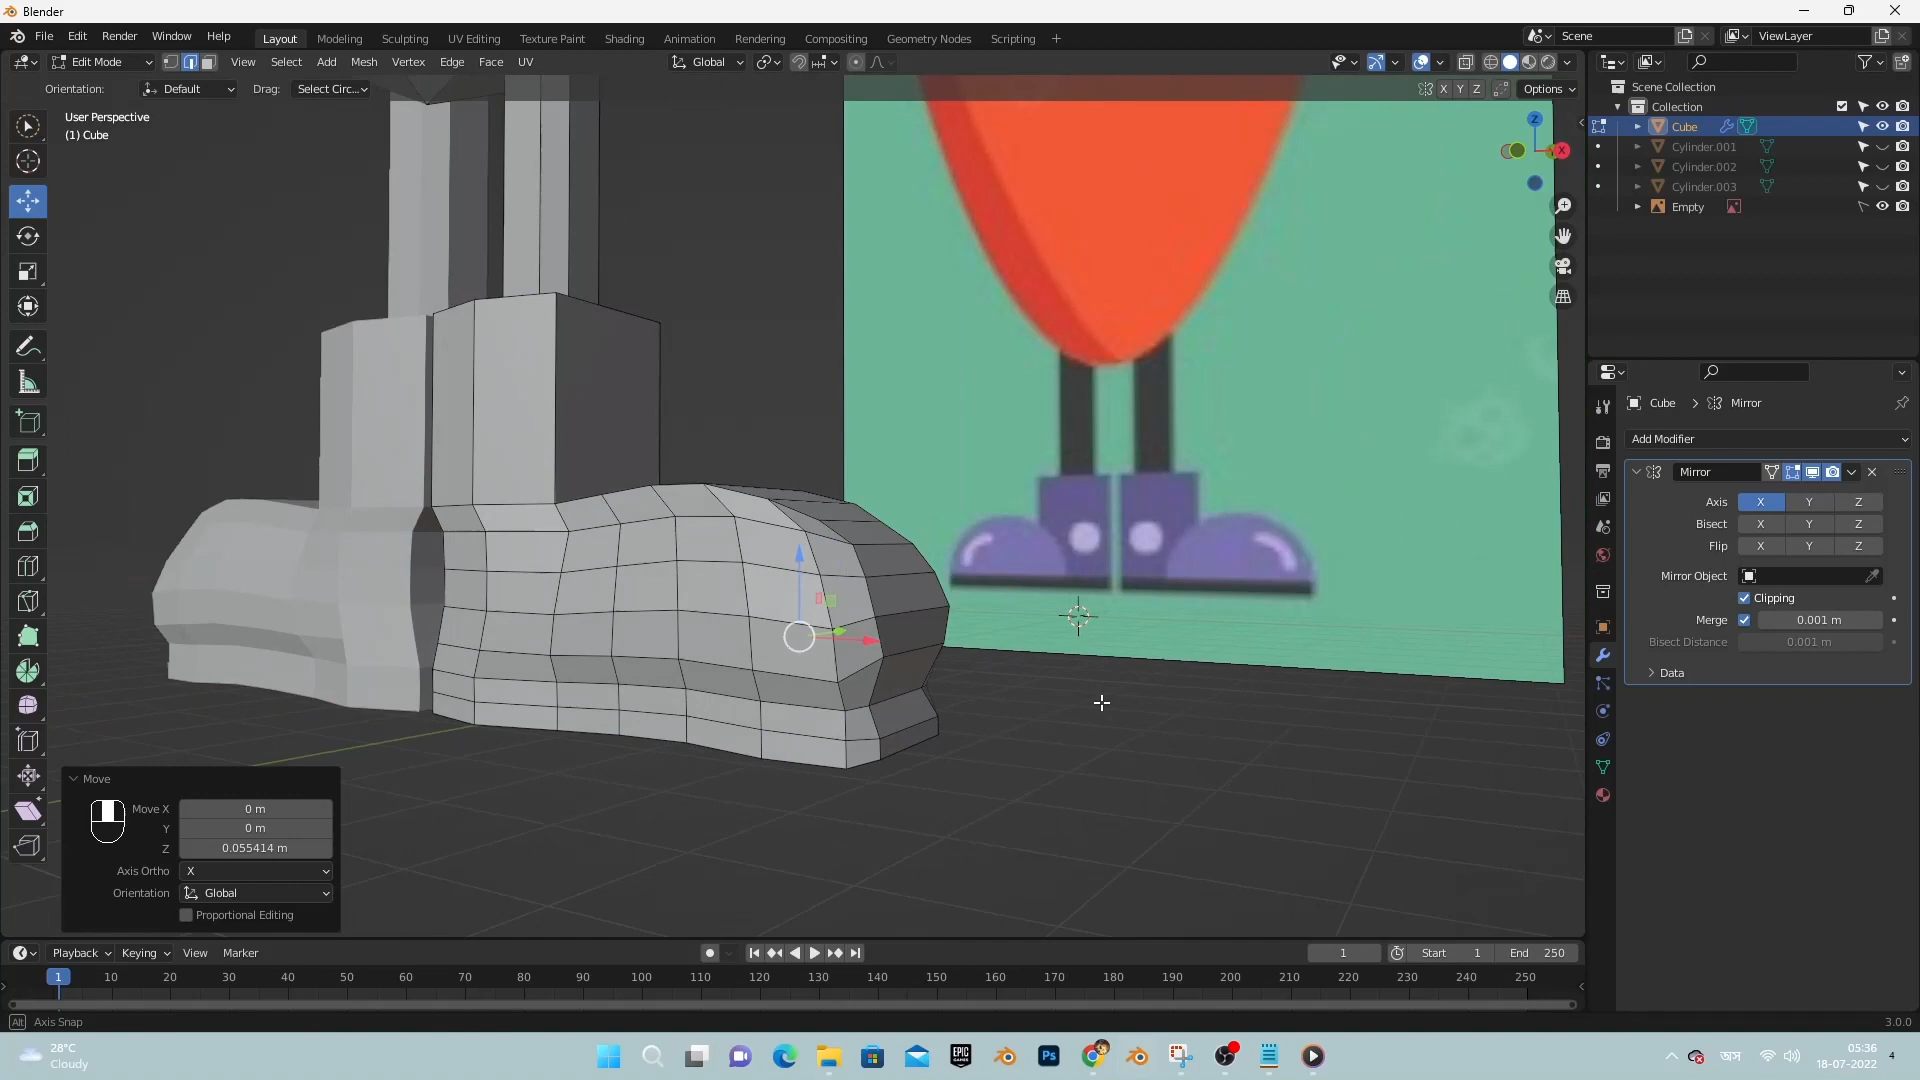 Blender
File Edit Render Window Help Layout Modeling Sculpting UV Editing Texture Paint Shading Animation Rendering Compositing Geometry Nodes Scripting Scene ViewLayer
Edit Mode View Select Add Mesh Vertex Edge Face UV Global
Orientation: Default Drag: Select Circ... X Y Z Options
User Perspective
(1) Cube
Z
X
Scene Collection
Collection
Cube
Cylinder.001
Cylinder.002
Cylinder.003
Empty
Cube Mirror
Add Modifier
Mirror
Axis X Y Z
Bisect X Y Z
Flip X Y Z
Mirror Object
Clipping
Merge 0.001 m
Bisect Distance 0.001 m
Data
Move
Move X 0 m
Y 0 m
Z 0.055414 m
Axis Ortho X
Orientation Global
Proportional Editing
Playback Keying View Marker 1 Start 1 End 250
1 10 20 30 40 50 60 70 80 90 100 110 120 130 140 150 160 170 180 190 200 210 220 230 240 250
Alt Axis Snap 3.0.0
28°C
Cloudy
EPIC GAMES
Ps
অস
05:36
18-07-2022
4